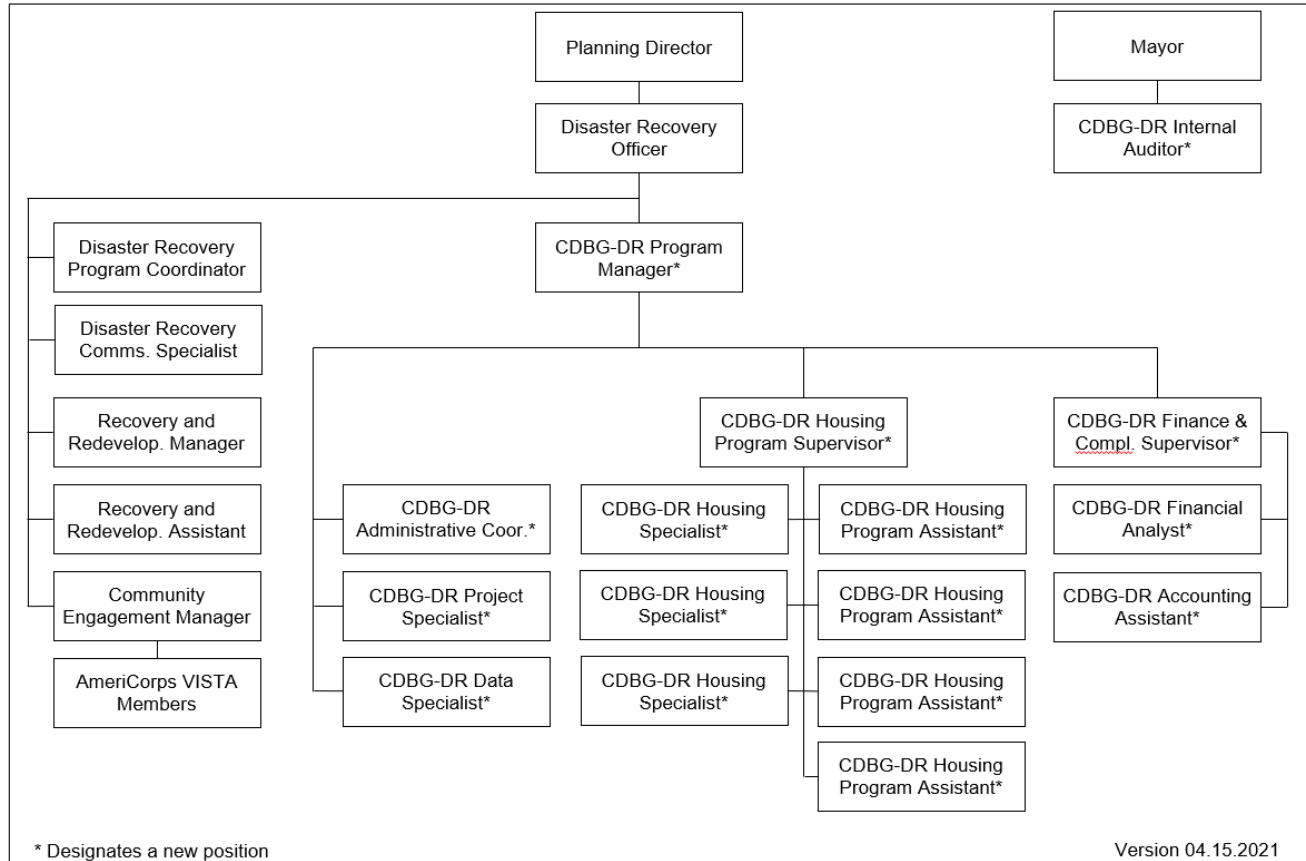 Planning Director
Mayor
Disaster Recovery
Officer
CDBG-DR Internal
Auditor*
Disaster Recovery
Program Coordinator
CDBG-DR Program
Manager*
Disaster Recovery
Comms. Specialist
Recovery and
Redevelop. Manager
CDBG-DR Housing
Program Supervisor*
CDBG-DR Finance &
Compl. Supervisor*
Recovery and
Redevelop. Assistant
CDBG-DR
Administrative Coor.*
CDBG-DR Housing
Specialist*
CDBG-DR Housing
Program Assistant*
CDBG-DR Financial
Analyst*
Community
Engagement Manager
CDBG-DR Project
Specialist*
CDBG-DR Housing
Specialist*
CDBG-DR Housing
Program Assistant*
CDBG-DR Accounting
Assistant*
AmeriCorps VISTA
Members
CDBG-DR Data
Specialist*
CDBG-DR Housing
Specialist*
CDBG-DR Housing
Program Assistant*
CDBG-DR Housing
Program Assistant*
* Designates a new position
Version 04.15.2021